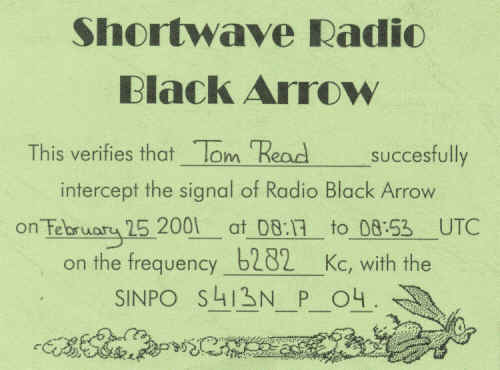 Shortwave Radio
Black Arrow
This verifies that Tom Read succesfully
intercept the signal of Radio Black Arrow
on February 25 2001 at 08:17 to 08:53 UTC
on the frequency 6282 Kc, with the
SINPO S413N P O4.